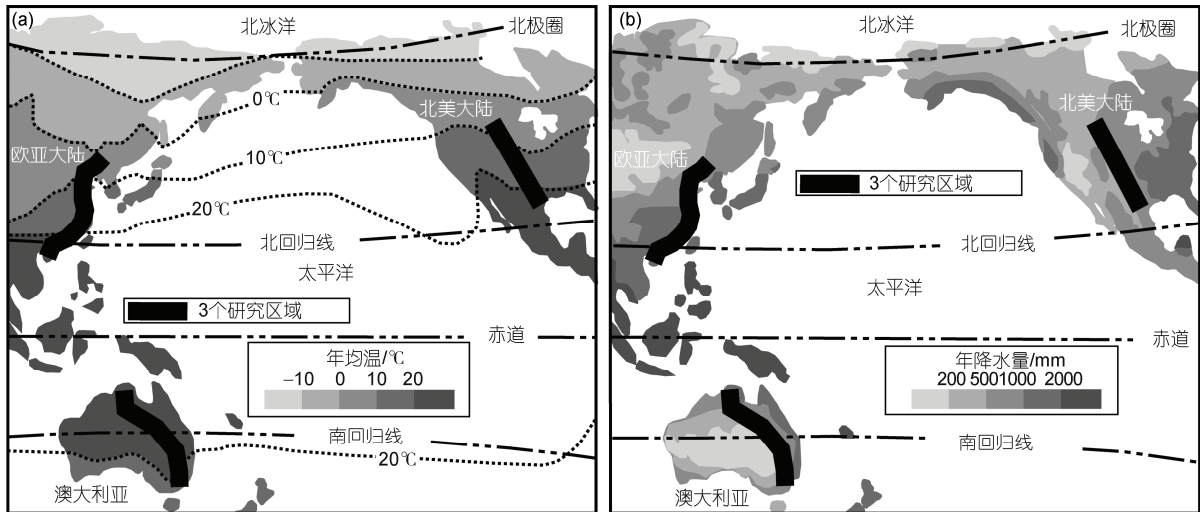 (a)
北冰洋
北极圈
0℃
北美大陆
欧亚大陆
10℃
20℃
北回归线
太平洋
3个研究区域
赤道
年均温/℃
–10 0 10 20
南回归线
20℃
澳大利亚
(b)
北冰洋
北极圈
北美大陆
欧亚大陆
3个研究区域
北回归线
太平洋
赤道
年降水量/mm
200 500 1000 2000
南回归线
澳大利亚